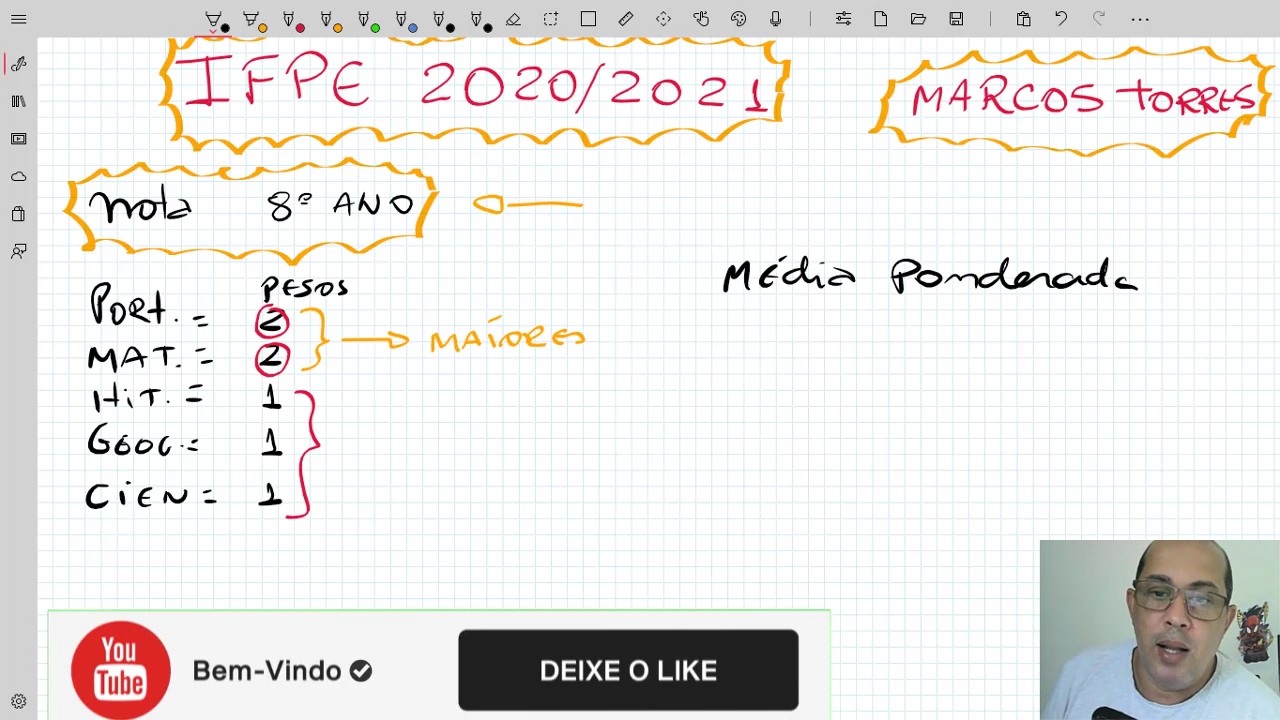 IFPE 2020/2021
MARCOS TORRES
Nota 8º ANO
Média Ponderada
PESOS
PORT. = 2
MAT. = 2
MAIORES
HIT. = 1
GEOG. = 1
CIEN = 1
You
Tube
Bem-Vindo
DEIXE O LIKE